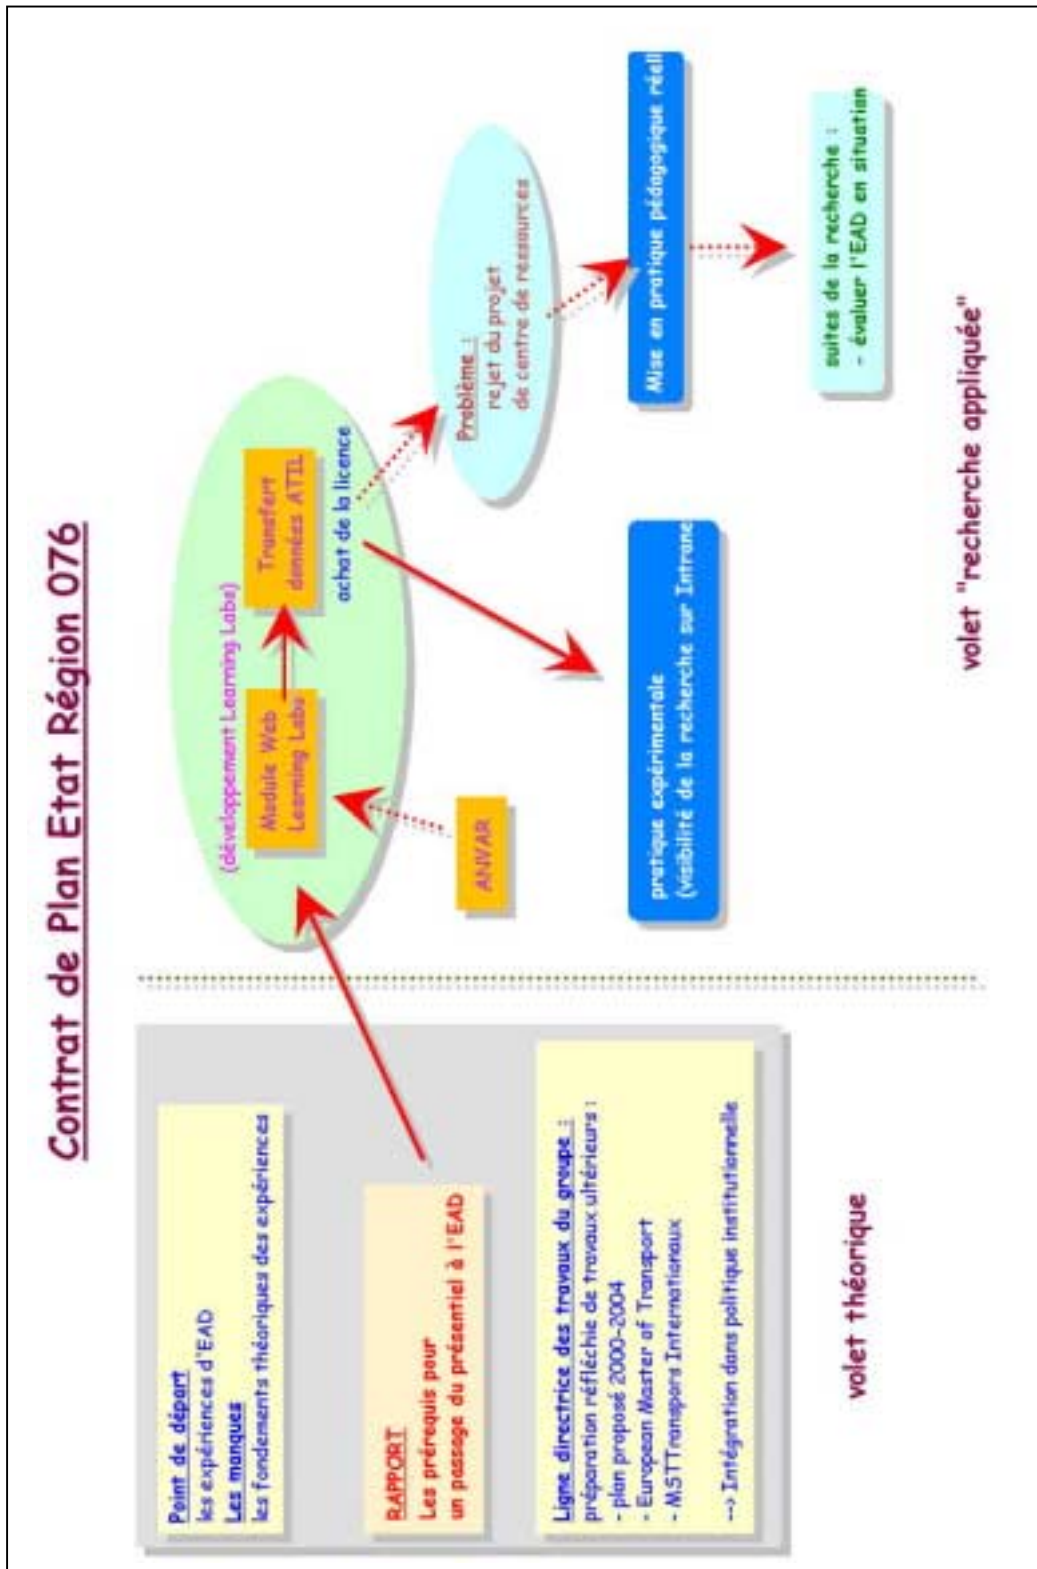 Contrat de Plan Etat Région 076
Point de départ
les expériences d'EAD
Les manques
les fondements théoriques des expériences
RAPPORT
Les prérequis pour
un passage du présentiel à l'EAD
Ligne directrice des travaux du groupe :
préparation réfléchie de travaux ultérieurs :
- plan proposé 2000-2004
- European Master of Transport
- MSTTranspors Internationaux
--> Intégration dans politique institutionnelle
volet théorique
(développement Learning Labs)
Module Web
Learning Labs
Transfert
données ATIL
achat de la licence
ANVAR
Problème :
rejet du projet
de centre de ressources
pratique expérimentale
(visibilité de la recherche sur Intrane
Mise en pratique pédagogique réell
suites de la recherche :
- évaluer l'EAD en situation
volet "recherche appliquée"